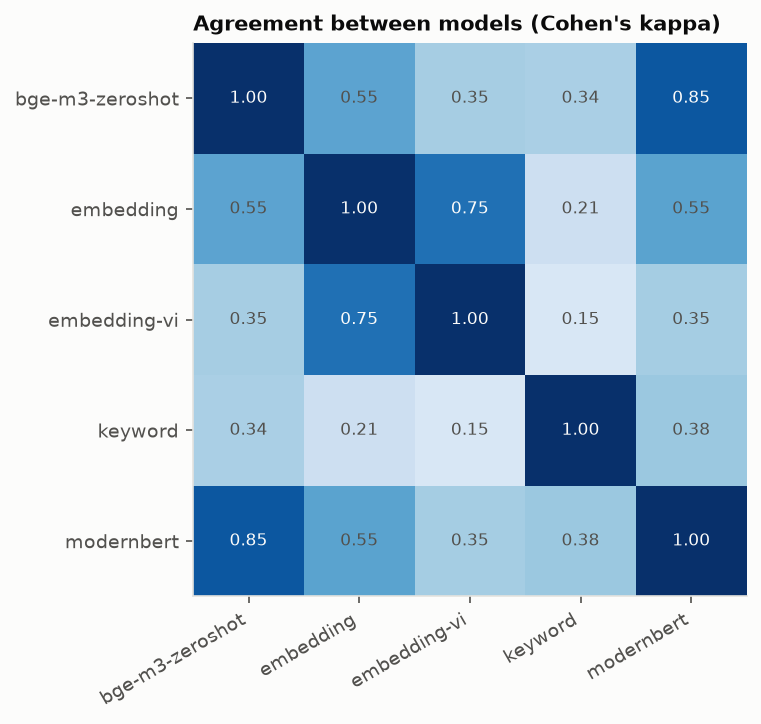 Agreement between models (Cohen's kappa)
bge-m3-zeroshot 1.00 0.55 0.35 0.34 0.85
embedding 0.55 1.00 0.75 0.21 0.55
embedding-vi 0.35 0.75 1.00 0.15 0.35
keyword 0.34 0.21 0.15 1.00 0.38
modernbert 0.85 0.55 0.35 0.38 1.00
bge-m3-zeroshot embedding embedding-vi keyword modernbert